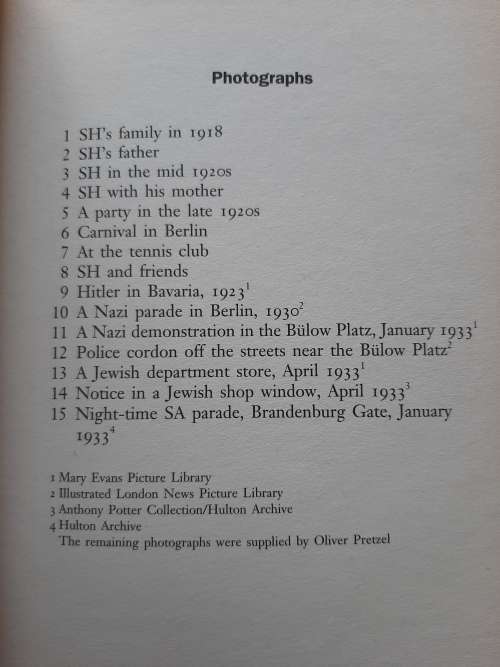 Photographs
1 SH's family in 1918
2 SH's father
3 SH in the mid 1920s
4 SH with his mother
5 A party in the late 1920s
6 Carnival in Berlin
7 At the tennis club
8 SH and friends
9 Hitler in Bavaria, 1923¹
10 A Nazi parade in Berlin, 1930²
11 A Nazi demonstration in the Bülow Platz, January 1933¹
12 Police cordon off the streets near the Bülow Platz²
13 A Jewish department store, April 1933¹
14 Notice in a Jewish shop window, April 1933³
15 Night-time SA parade, Brandenburg Gate, January
1933⁴
1 Mary Evans Picture Library
2 Illustrated London News Picture Library
3 Anthony Potter Collection/Hulton Archive
4 Hulton Archive
The remaining photographs were supplied by Oliver Pretzel